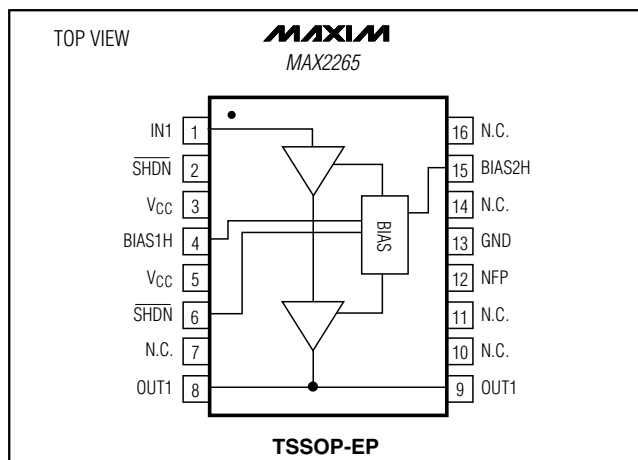 TOP VIEW
MAXIM
MAX2265
IN1 1
SHDN 2
VCC 3
BIAS1H 4
VCC 5
SHDN 6
N.C. 7
OUT1 8
BIAS
16 N.C.
15 BIAS2H
14 N.C.
13 GND
12 NFP
11 N.C.
10 N.C.
9 OUT1
TSSOP-EP